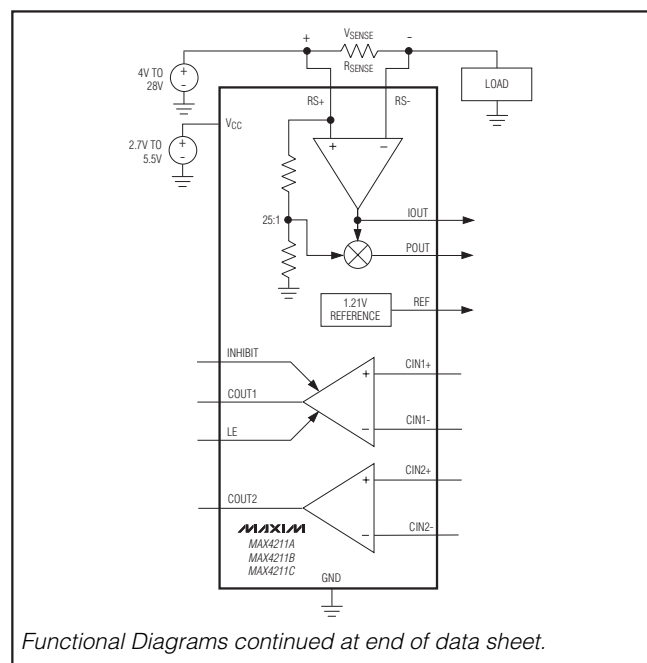 + VSENSE -
RSENSE
4V TO
28V
+
-
LOAD
RS+ RS-
VCC
2.7V TO
5.5V
+
-
+ -
25:1
IOUT
POUT
1.21V
REFERENCE
REF
INHIBIT
COUT1
LE
+ CIN1+
- CIN1-
COUT2
+ CIN2+
- CIN2-
MAXIM
MAX4211A
MAX4211B
MAX4211C
GND
Functional Diagrams continued at end of data sheet.